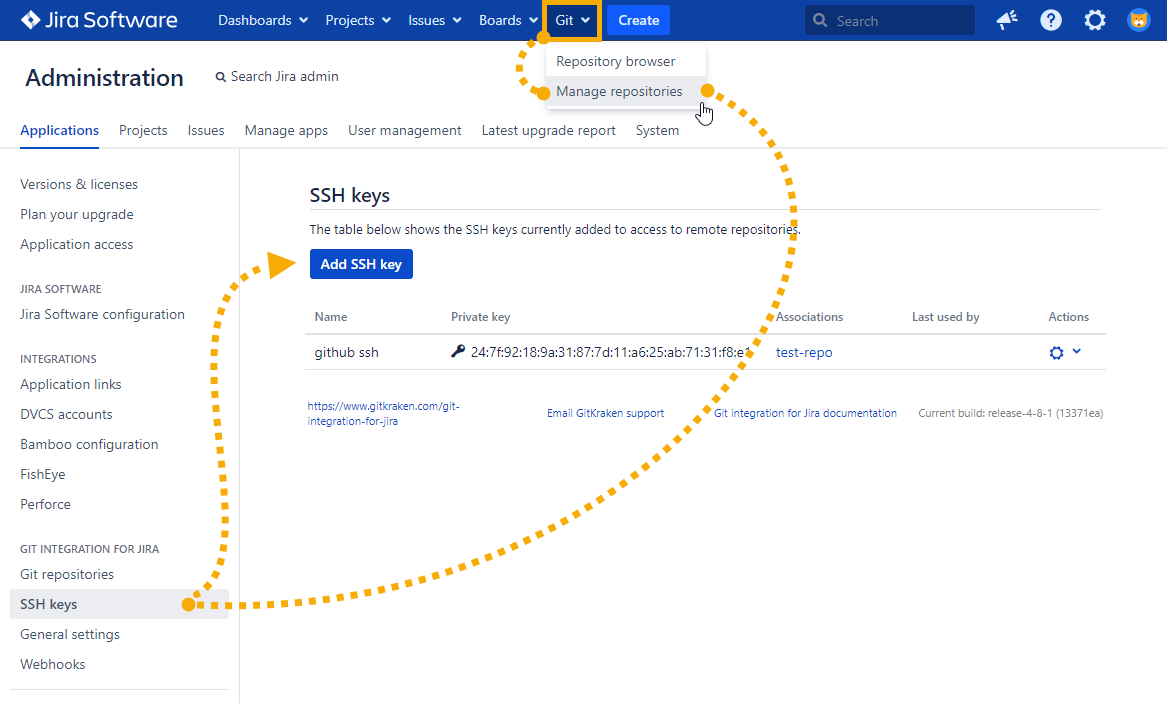 Jira Software Dashboards Projects Issues Boards Git Create Search
Repository browser
Manage repositories
Administration Search Jira admin
Applications Projects Issues Manage apps User management Latest upgrade report System
Versions & licenses
Plan your upgrade
Application access
JIRA SOFTWARE
Jira Software configuration
INTEGRATIONS
Application links
DVCS accounts
Bamboo configuration
FishEye
Perforce
GIT INTEGRATION FOR JIRA
Git repositories
SSH keys
General settings
Webhooks
SSH keys
The table below shows the SSH keys currently added to access to remote repositories.
Add SSH key
Name Private key Associations Last used by Actions
github ssh 24:7f:92:18:9a:31:87:7d:11:a6:25:ab:71:31:f8:e1 test-repo
https://www.gitkraken.com/git-
integration-for-jira
Email GitKraken support
Git integration for Jira documentation
Current build: release-4-8-1 (13371ea)